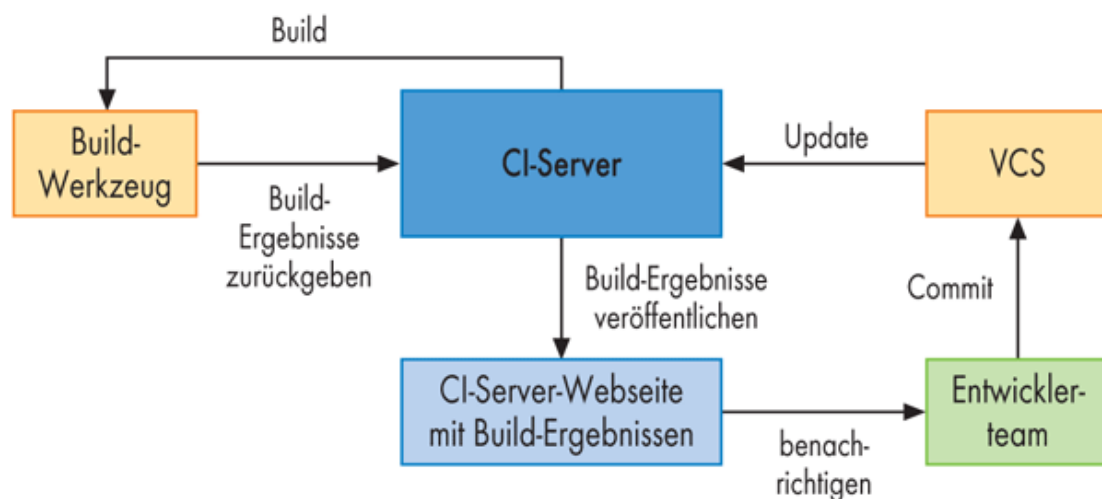 Build
Build-
Werkzeug
CI-Server
Update
VCS
Build-
Ergebnisse
zurückgeben
Build-Ergebnisse
veröffentlichen
Commit
CI-Server-Webseite
mit Build-Ergebnissen
Entwickler-
team
benach-
richtigen